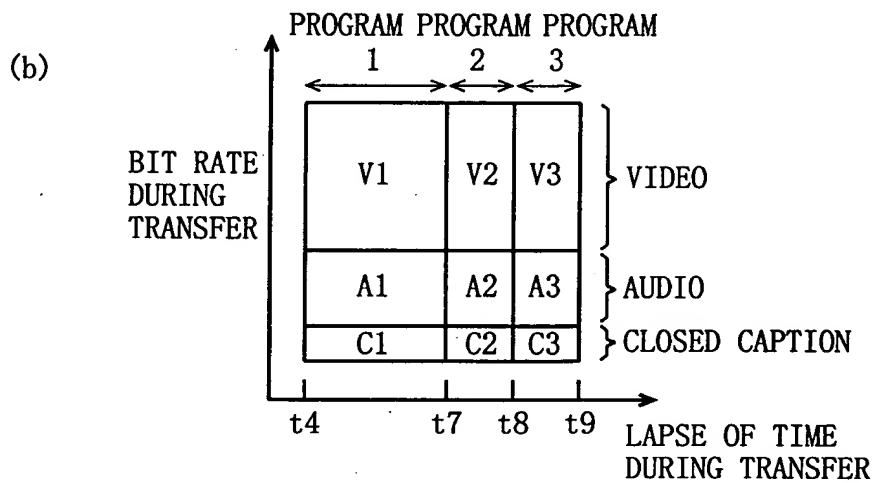 PROGRAM PROGRAM PROGRAM
1 2 3
(b)
BIT RATE
DURING
TRANSFER
V1 V2 V3
VIDEO
A1 A2 A3
AUDIO
C1 C2 C3
CLOSED CAPTION
t4 t7 t8 t9
LAPSE OF TIME
DURING TRANSFER